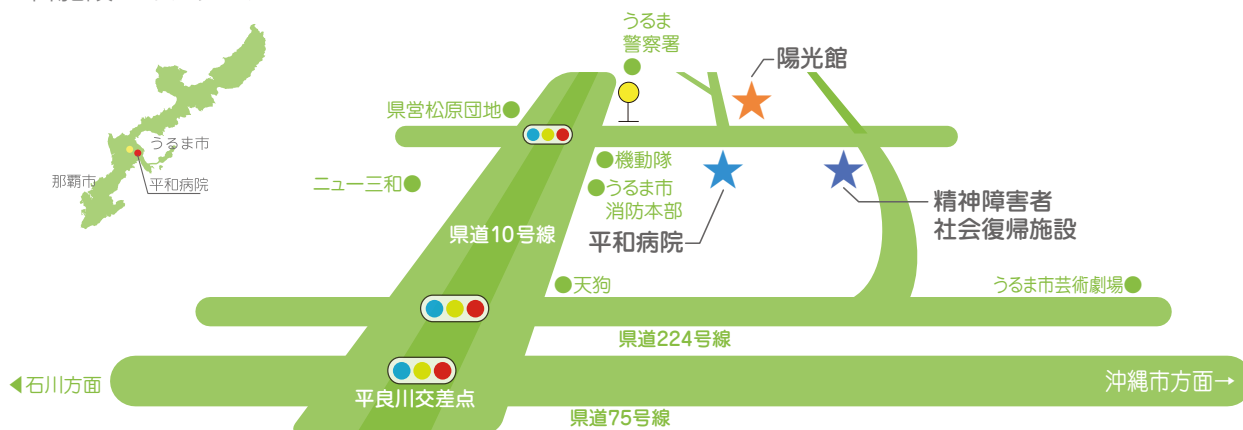 うるま
警察署
陽光館
県営松原団地
うるま市
那覇市
平和病院
ニュー三和
機動隊
うるま市
消防本部
平和病院
精神障害者
社会復帰施設
県道10号線
天狗
うるま市芸術劇場
県道224号線
石川方面
平良川交差点
沖縄市方面→
県道75号線